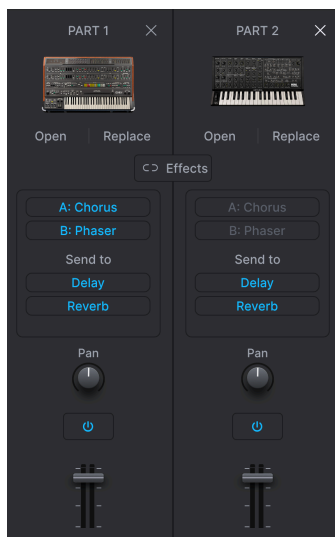 PART 1
PART 2
Open Replace
Open Replace
Effects
A: Chorus
B: Phaser
Send to
Delay
Reverb
A: Chorus
B: Phaser
Send to
Delay
Reverb
Pan
Pan